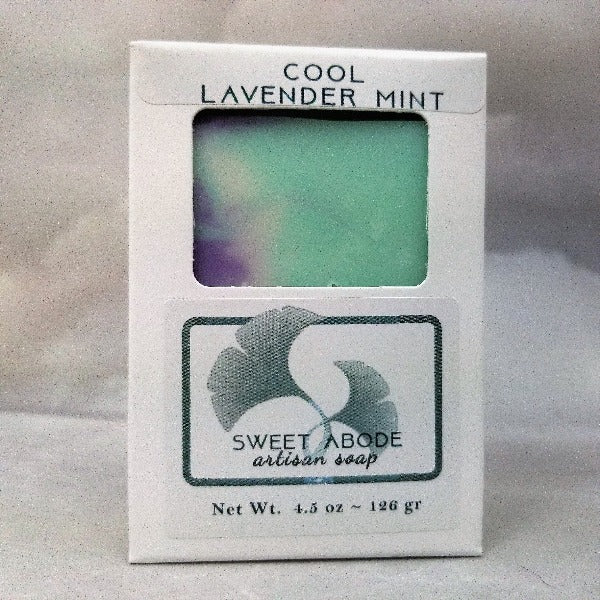 COOL
LAVENDER MINT
SWEET ABODE
artisan soap
Net Wt. 4.5 oz ~ 126 gr